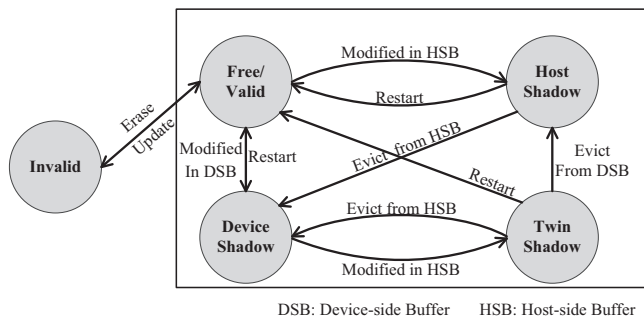 Modified in HSB
Free/
Valid
Host
Shadow
Restart
Erase
Update
Invalid
Modified
In DSB
Restart
Evict from HSB
Restart
Evict
From DSB
Device
Shadow
Evict from HSB
Twin
Shadow
Modified in HSB
DSB: Device-side Buffer HSB: Host-side Buffer